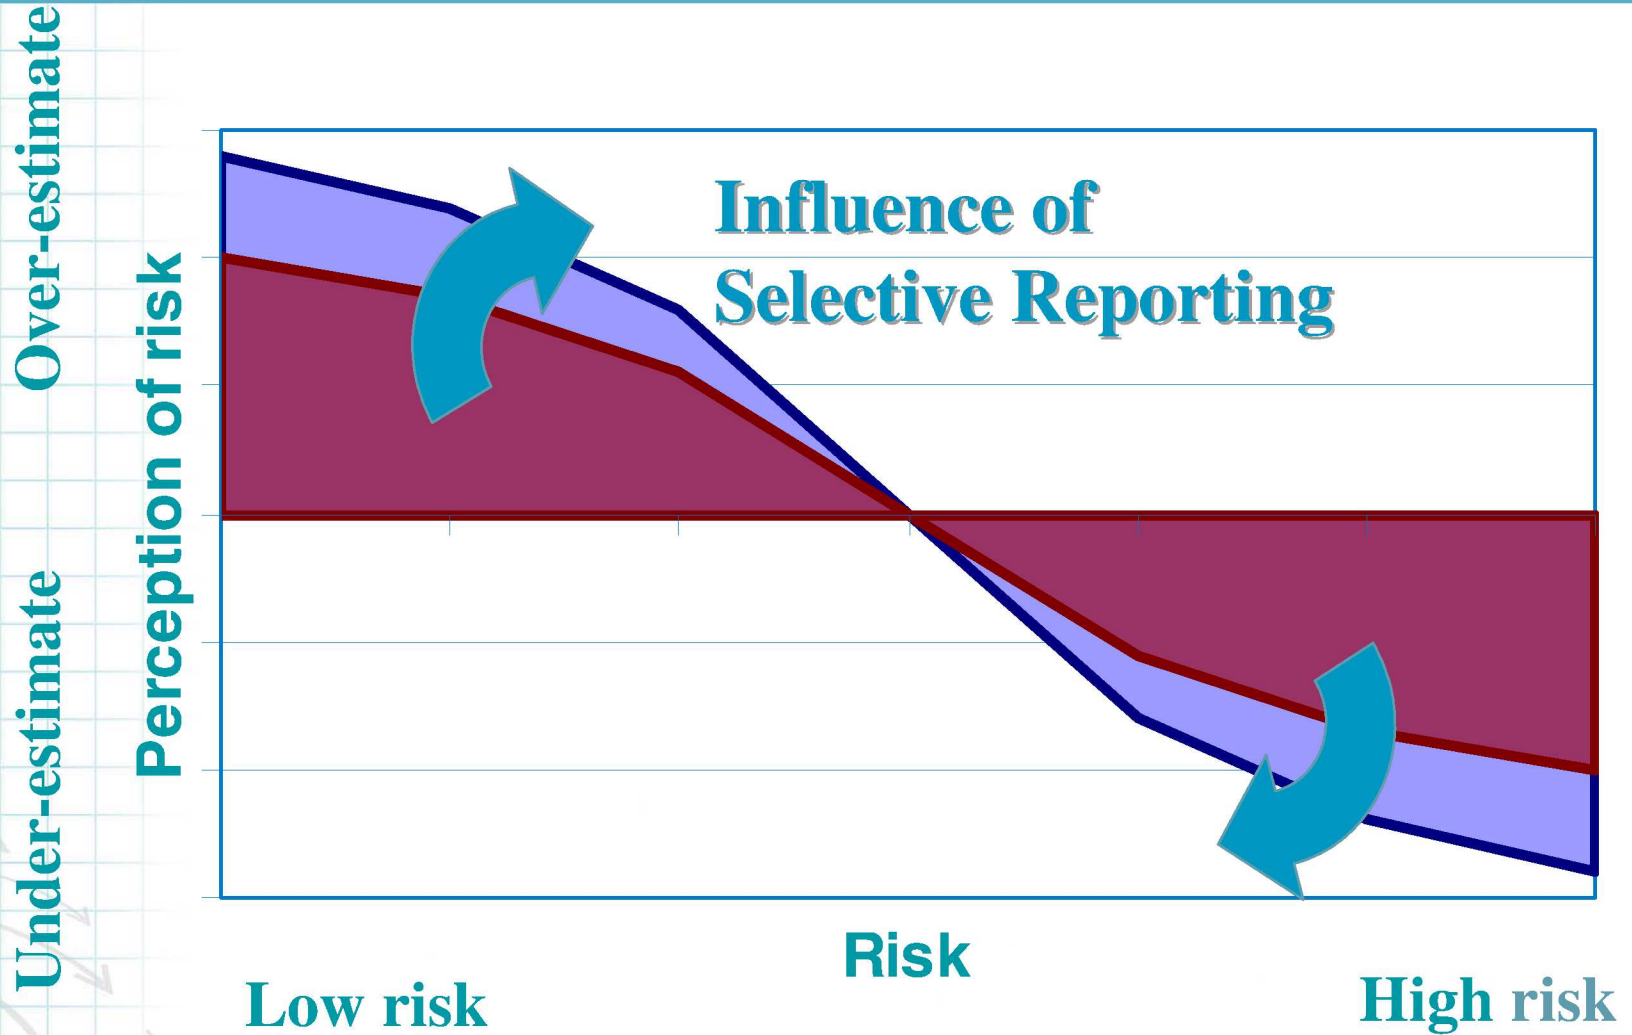 Over-estimate
Under-estimate
Perception of risk
Influence of
Selective Reporting
Risk
Low risk
High risk